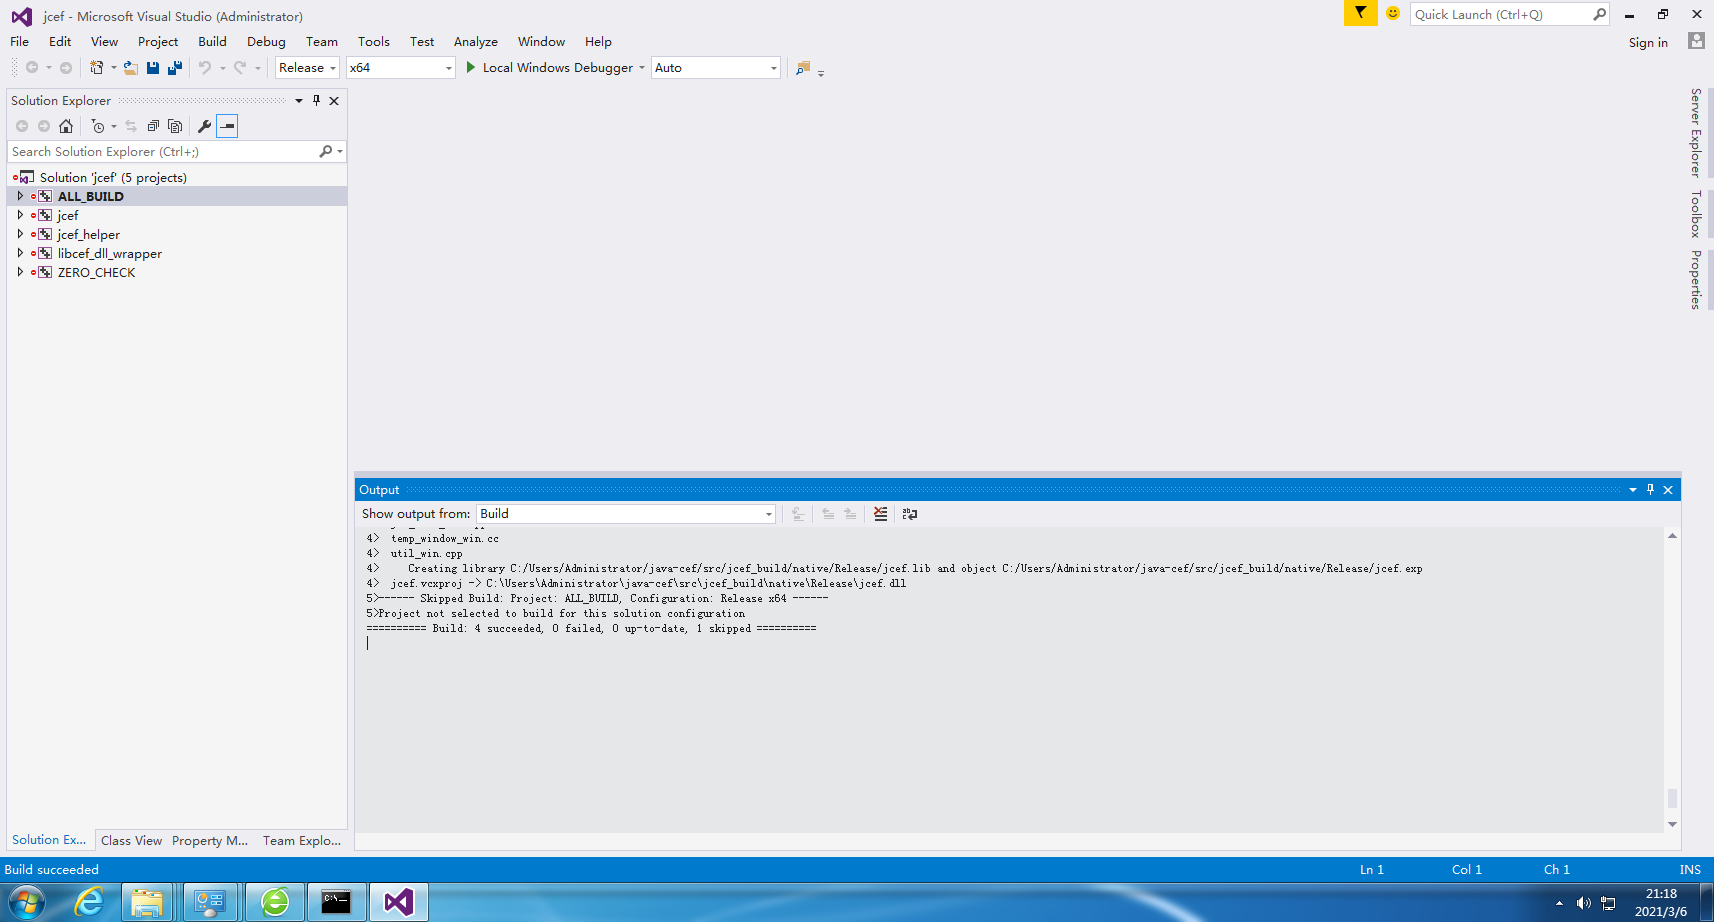 jcef - Microsoft Visual Studio (Administrator)
Quick Launch (Ctrl+Q)
File Edit View Project Build Debug Team Tools Test Analyze Window Help
Sign in
Release x64 Local Windows Debugger Auto
Solution Explorer
Search Solution Explorer (Ctrl+;)
Solution 'jcef' (5 projects)
ALL_BUILD
jcef
jcef_helper
libcef_dll_wrapper
ZERO_CHECK
Server Explorer
Toolbox
Properties
Output
Show output from: Build
4> temp_window_win.cc
4> util_win.cpp
4> Creating library C:/Users/Administrator/java-cef/src/jcef_build/native/Release/jcef.lib and object C:/Users/Administrator/java-cef/src/jcef_build/native/Release/jcef.exp
4> jcef.vcxproj -> C:\Users\Administrator\java-cef\src\jcef_build\native\Release\jcef.dll
5>------ Skipped Build: Project: ALL_BUILD, Configuration: Release x64 ------
5>Project not selected to build for this solution configuration
========== Build: 4 succeeded, 0 failed, 0 up-to-date, 1 skipped ==========
Solution Ex... Class View Property M... Team Explo...
Build succeeded
Ln 1 Col 1 Ch 1 INS
C:\_
21:18
2021/3/6